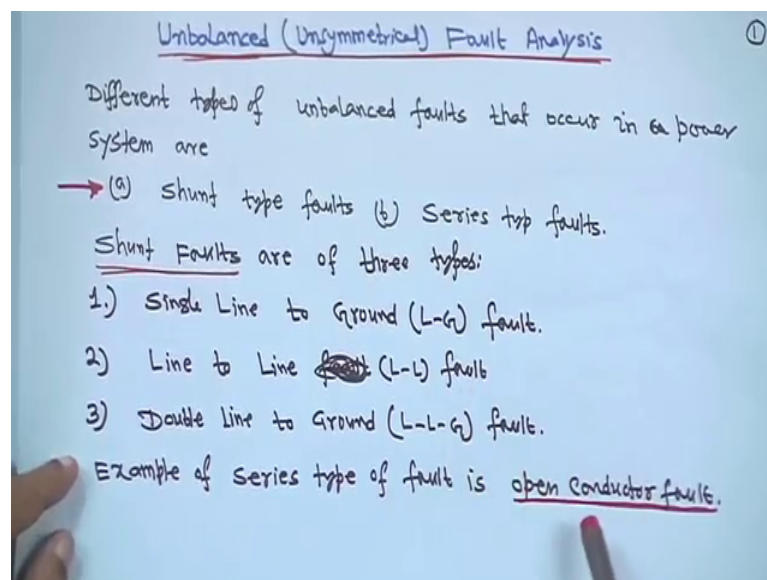 Unbalanced (Unsymmetrical) Fault Analysis
1
Different types of unbalanced faults that occur in a power
system are
(a) Shunt type faults (b) Series typ faults.
Shunt Faults are of three types:
1.) Single Line to Ground (L-G) fault.
2) Line to Line (L-L) fault
3) Double Line to Ground (L-L-G) fault.
Example of series type of fault is open conductor fault.